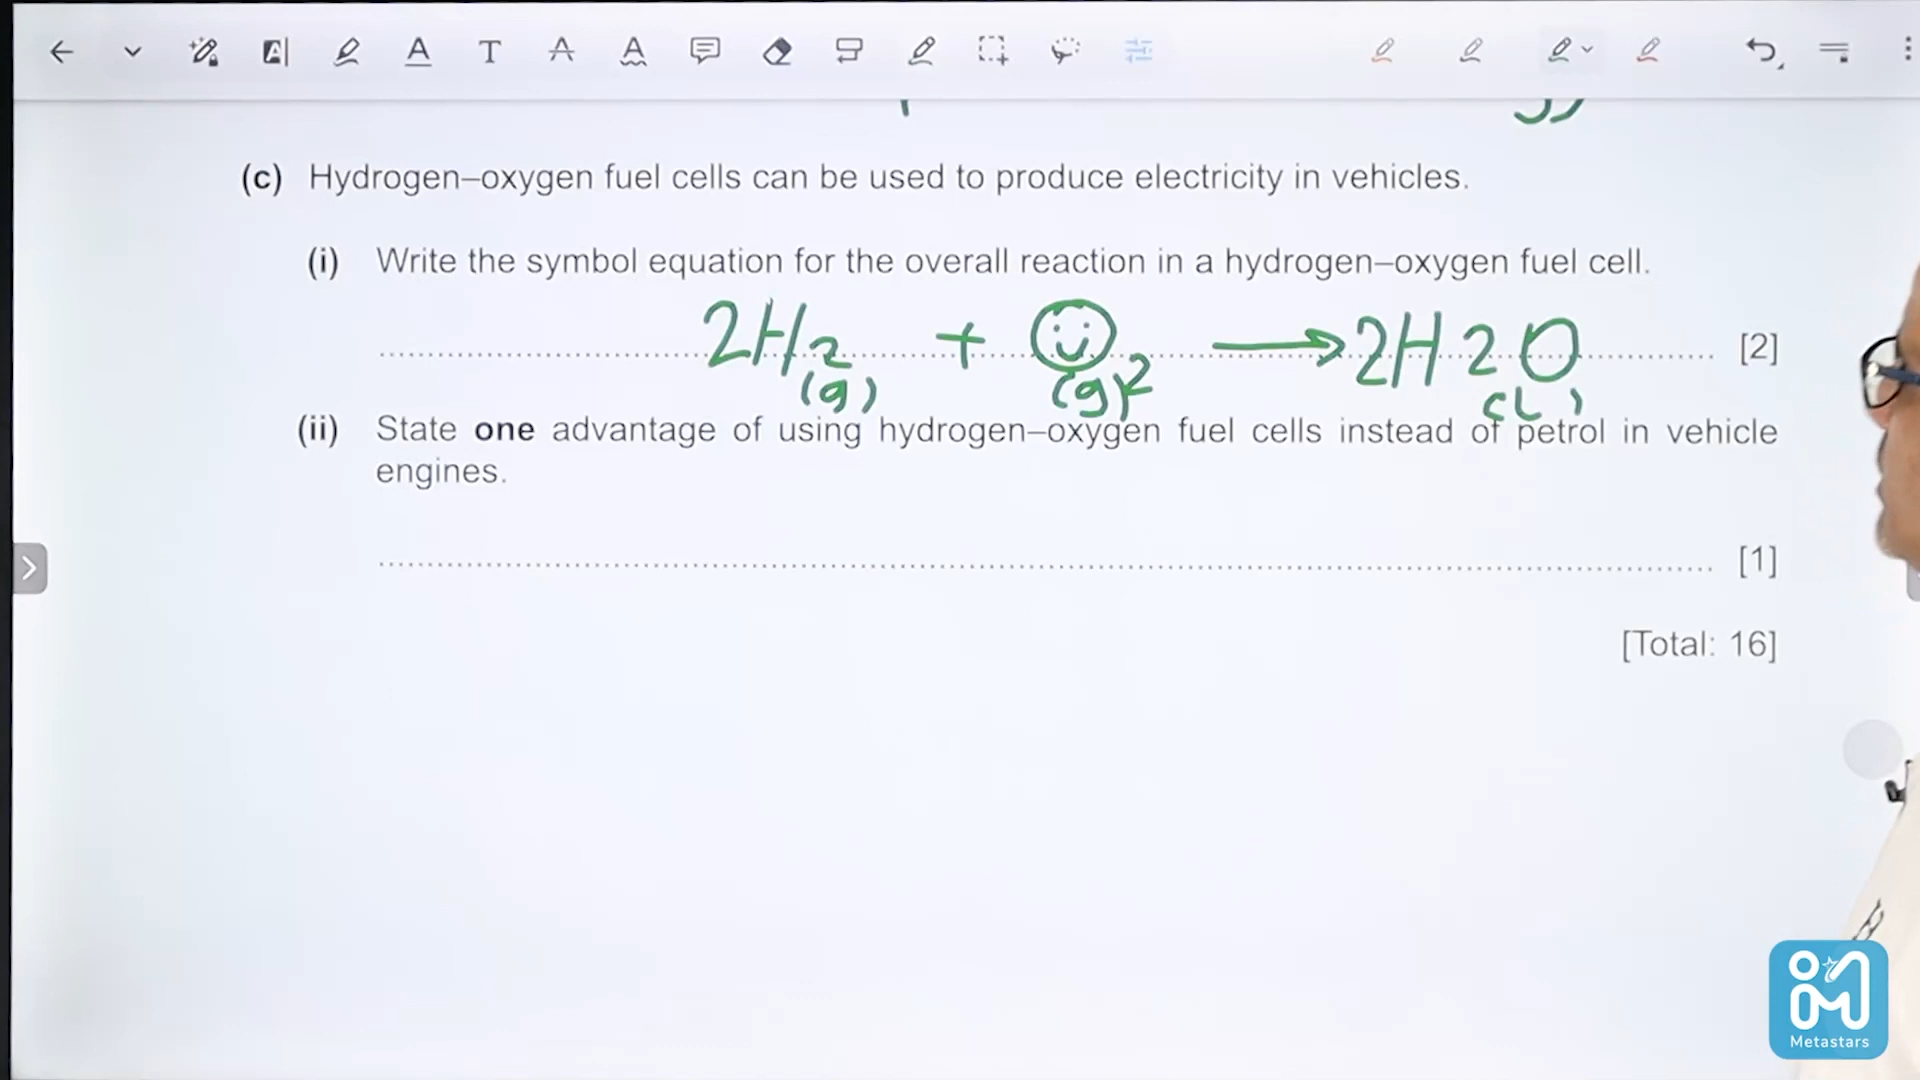 (c) Hydrogen–oxygen fuel cells can be used to produce electricity in vehicles.
(i) Write the symbol equation for the overall reaction in a hydrogen–oxygen fuel cell.
2H2(g) + O2(g) → 2H2O(l) [2]
(ii) State one advantage of using hydrogen–oxygen fuel cells instead of petrol in vehicle
engines.
[1]
[Total: 16]
Metastars